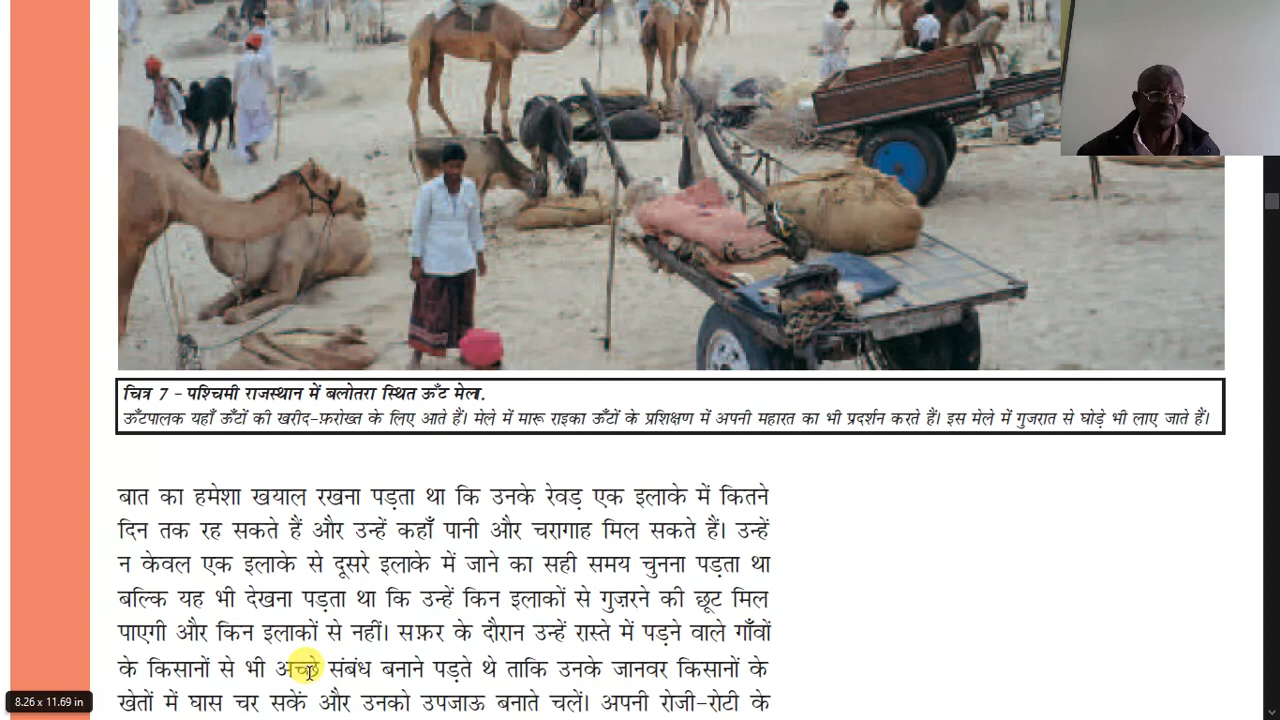 चित्र 7 – पश्चिमी राजस्थान में बलोतरा स्थित ऊँट मेला.
ऊँटपालक यहाँ ऊँटों की खरीद-फ़रोख्त के लिए आते हैं। मेले में मारू राइका ऊँटों के प्रशिक्षण में अपनी महारत का भी प्रदर्शन करते हैं। इस मेले में गुजरात से घोड़े भी लाए जाते हैं।
बात का हमेशा खयाल रखना पड़ता था कि उनके रेवड़ एक इलाके में कितने
दिन तक रह सकते हैं और उन्हें कहाँ पानी और चरागाह मिल सकते हैं। उन्हें
न केवल एक इलाके से दूसरे इलाके में जाने का सही समय चुनना पड़ता था
बल्कि यह भी देखना पड़ता था कि उन्हें किन इलाकों से गुज़रने की छूट मिल
पाएगी और किन इलाकों से नहीं। सफ़र के दौरान उन्हें रास्ते में पड़ने वाले गाँवों
के किसानों से भी अच्छे संबंध बनाने पड़ते थे ताकि उनके जानवर किसानों के
खेतों में घास चर सकें और उनको उपजाऊ बनाते चलें। अपनी रोजी-रोटी के
8.26 x 11.69 in